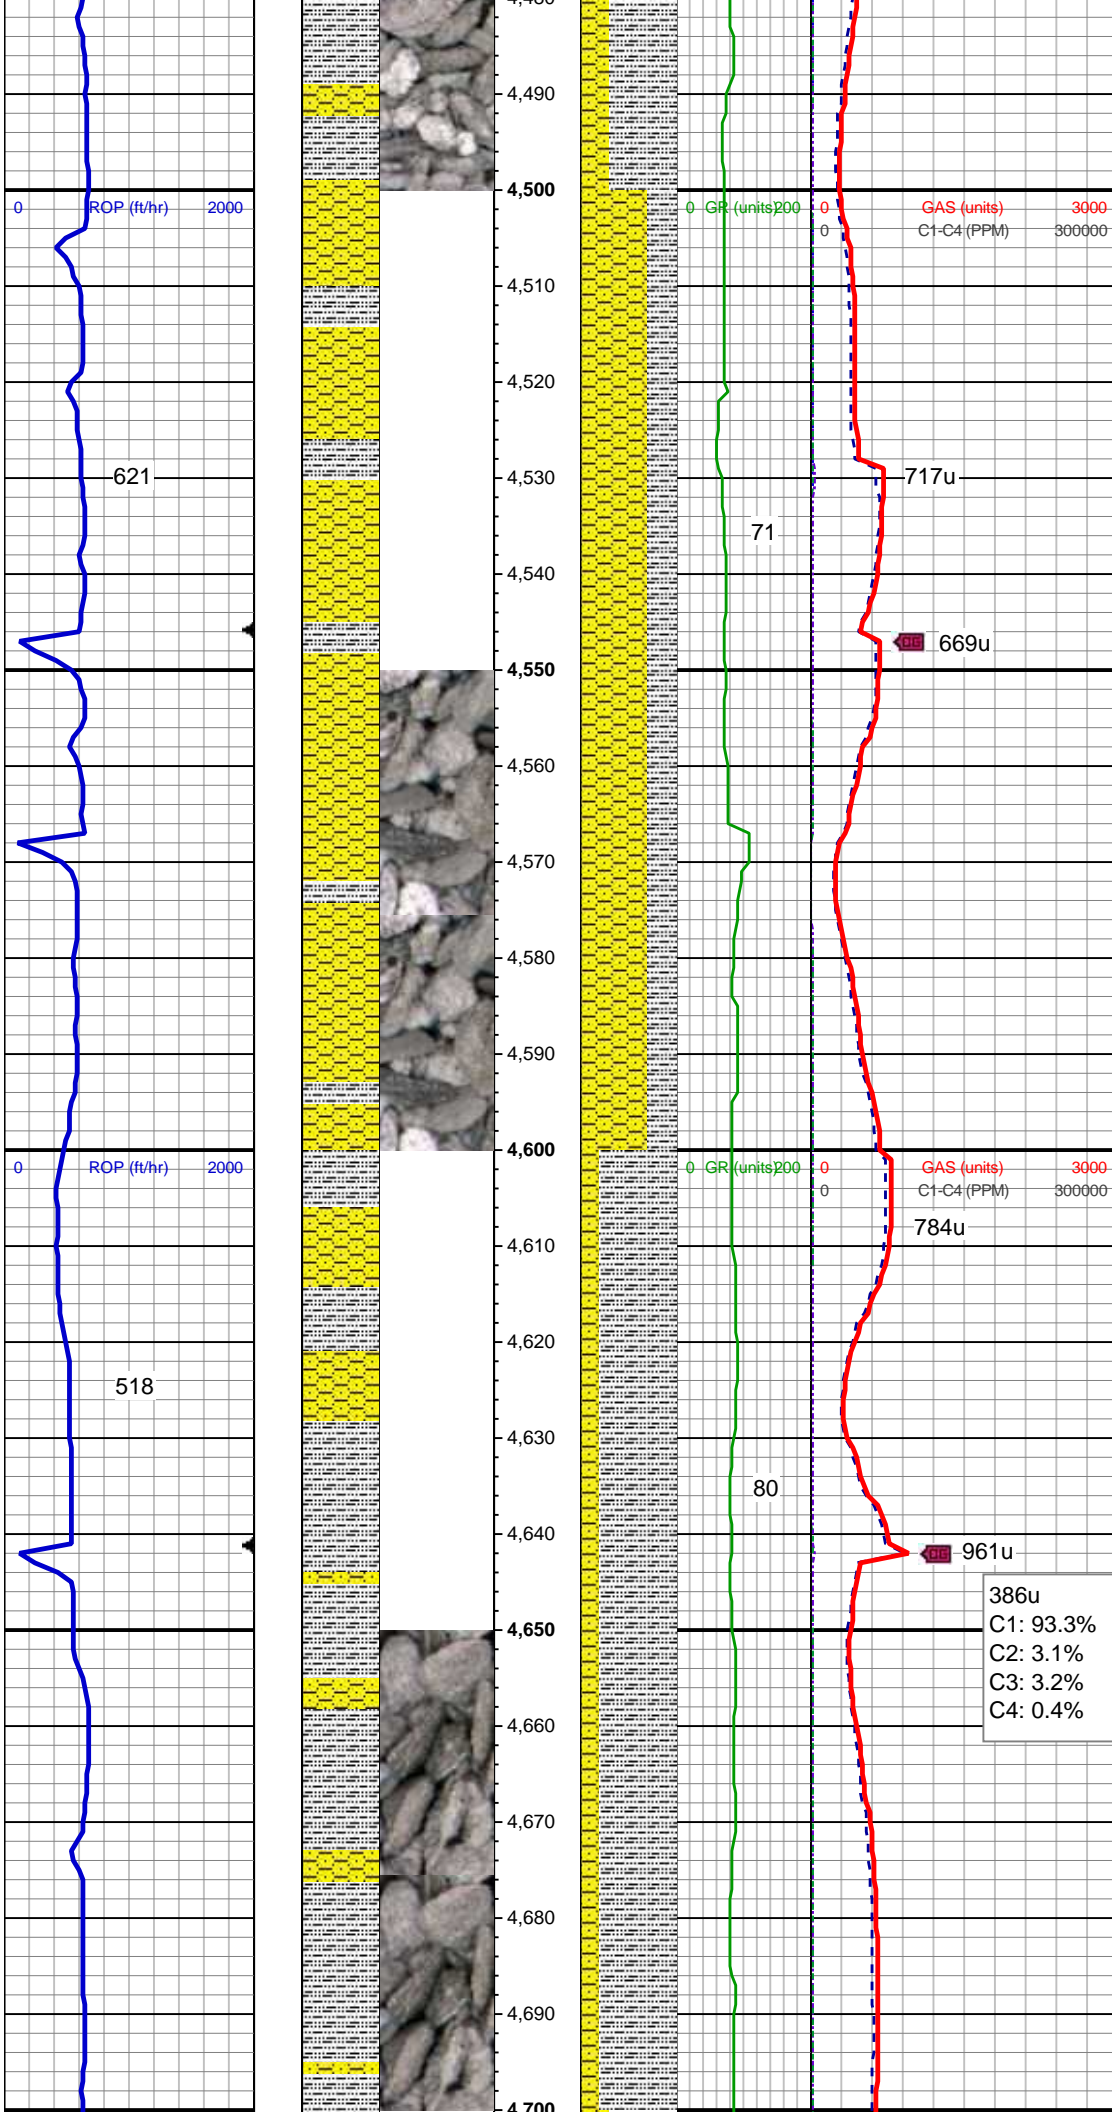 4,480
4,490
4,500
0 ROP (ft/hr) 2000
0 GR (units) 200
0 GAS (units) 3000
0 C1-C4 (PPM) 300000
4,510
4,520
621
4,530
717u
71
4,540
DG 669u
4,550
4,560
4,570
4,580
4,590
4,600
0 ROP (ft/hr) 2000
0 GR (units) 200
0 GAS (units) 3000
0 C1-C4 (PPM) 300000
784u
4,610
4,620
518
4,630
80
4,640
DG 961u
386u
C1: 93.3%
C2: 3.1%
C3: 3.2%
C4: 0.4%
4,650
4,660
4,670
4,680
4,690
4,700